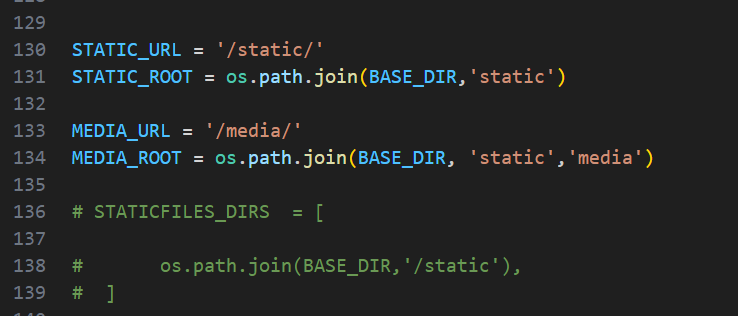 129
130 STATIC_URL = '/static/'
131 STATIC_ROOT = os.path.join(BASE_DIR,'static')
132
133 MEDIA_URL = '/media/'
134 MEDIA_ROOT = os.path.join(BASE_DIR, 'static','media')
135
136 # STATICFILES_DIRS  = [
137
138 #       os.path.join(BASE_DIR,'/static'),
139 #  ]